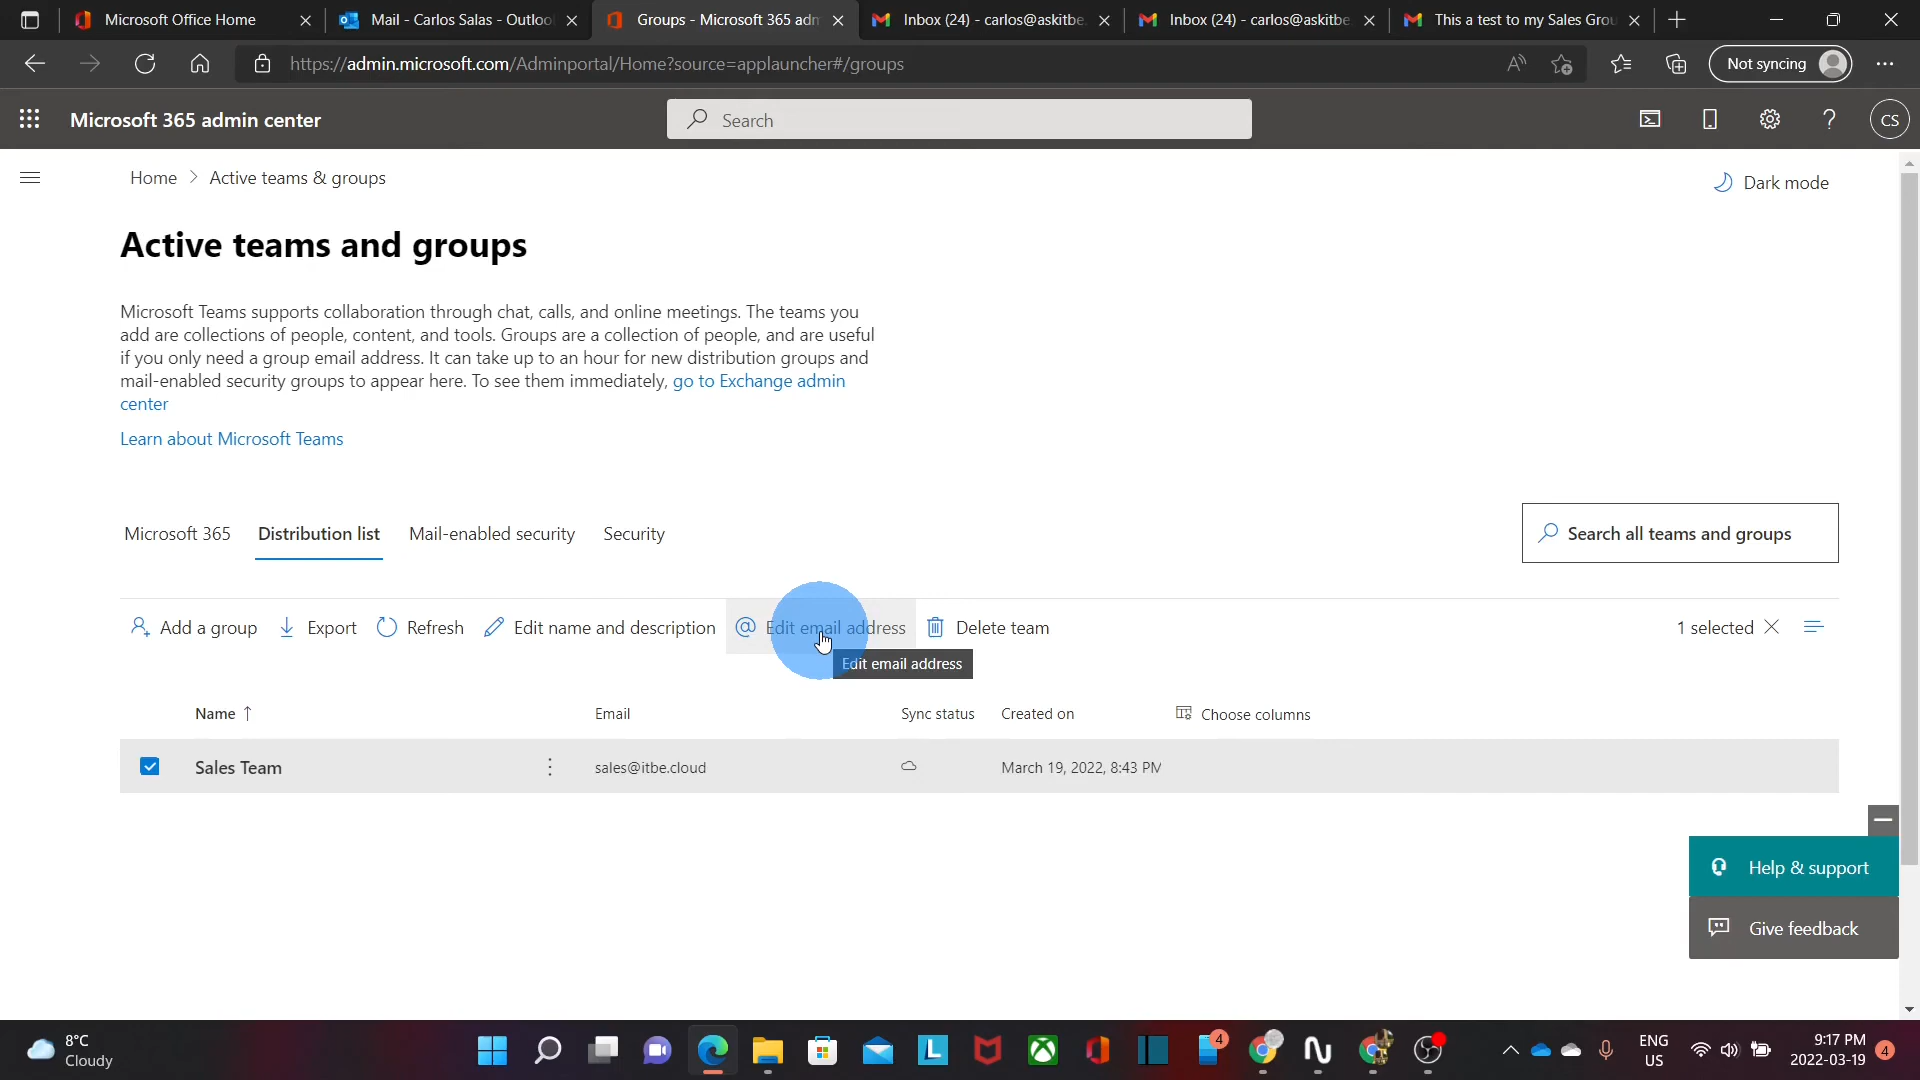 Microsoft Office Home
Mail - Carlos Salas - Outloo
Groups - Microsoft 365 adm
Inbox (24) - carlos@askitbe.
Inbox (24) - carlos@askitbe.
This a test to my Sales Grou
https://admin.microsoft.com/Adminportal/Home?source=applauncher#/groups
Not syncing
Microsoft 365 admin center
Search
CS
Home > Active teams & groups
Dark mode
Active teams and groups
Microsoft Teams supports collaboration through chat, calls, and online meetings. The teams you
add are collections of people, content, and tools. Groups are a collection of people, and are useful
if you only need a group email address. It can take up to an hour for new distribution groups and
mail-enabled security groups to appear here. To see them immediately, go to Exchange admin
center
Learn about Microsoft Teams
Microsoft 365
Distribution list
Mail-enabled security
Security
Search all teams and groups
Add a group
Export
Refresh
Edit name and description
Edit email address
Delete team
1 selected
Edit email address
Name ↑
Email
Sync status
Created on
Choose columns
Sales Team
sales@itbe.cloud
March 19, 2022, 8:43 PM
Help & support
Give feedback
8°C
Cloudy
4
ENG
US
9:17 PM
2022-03-19
4